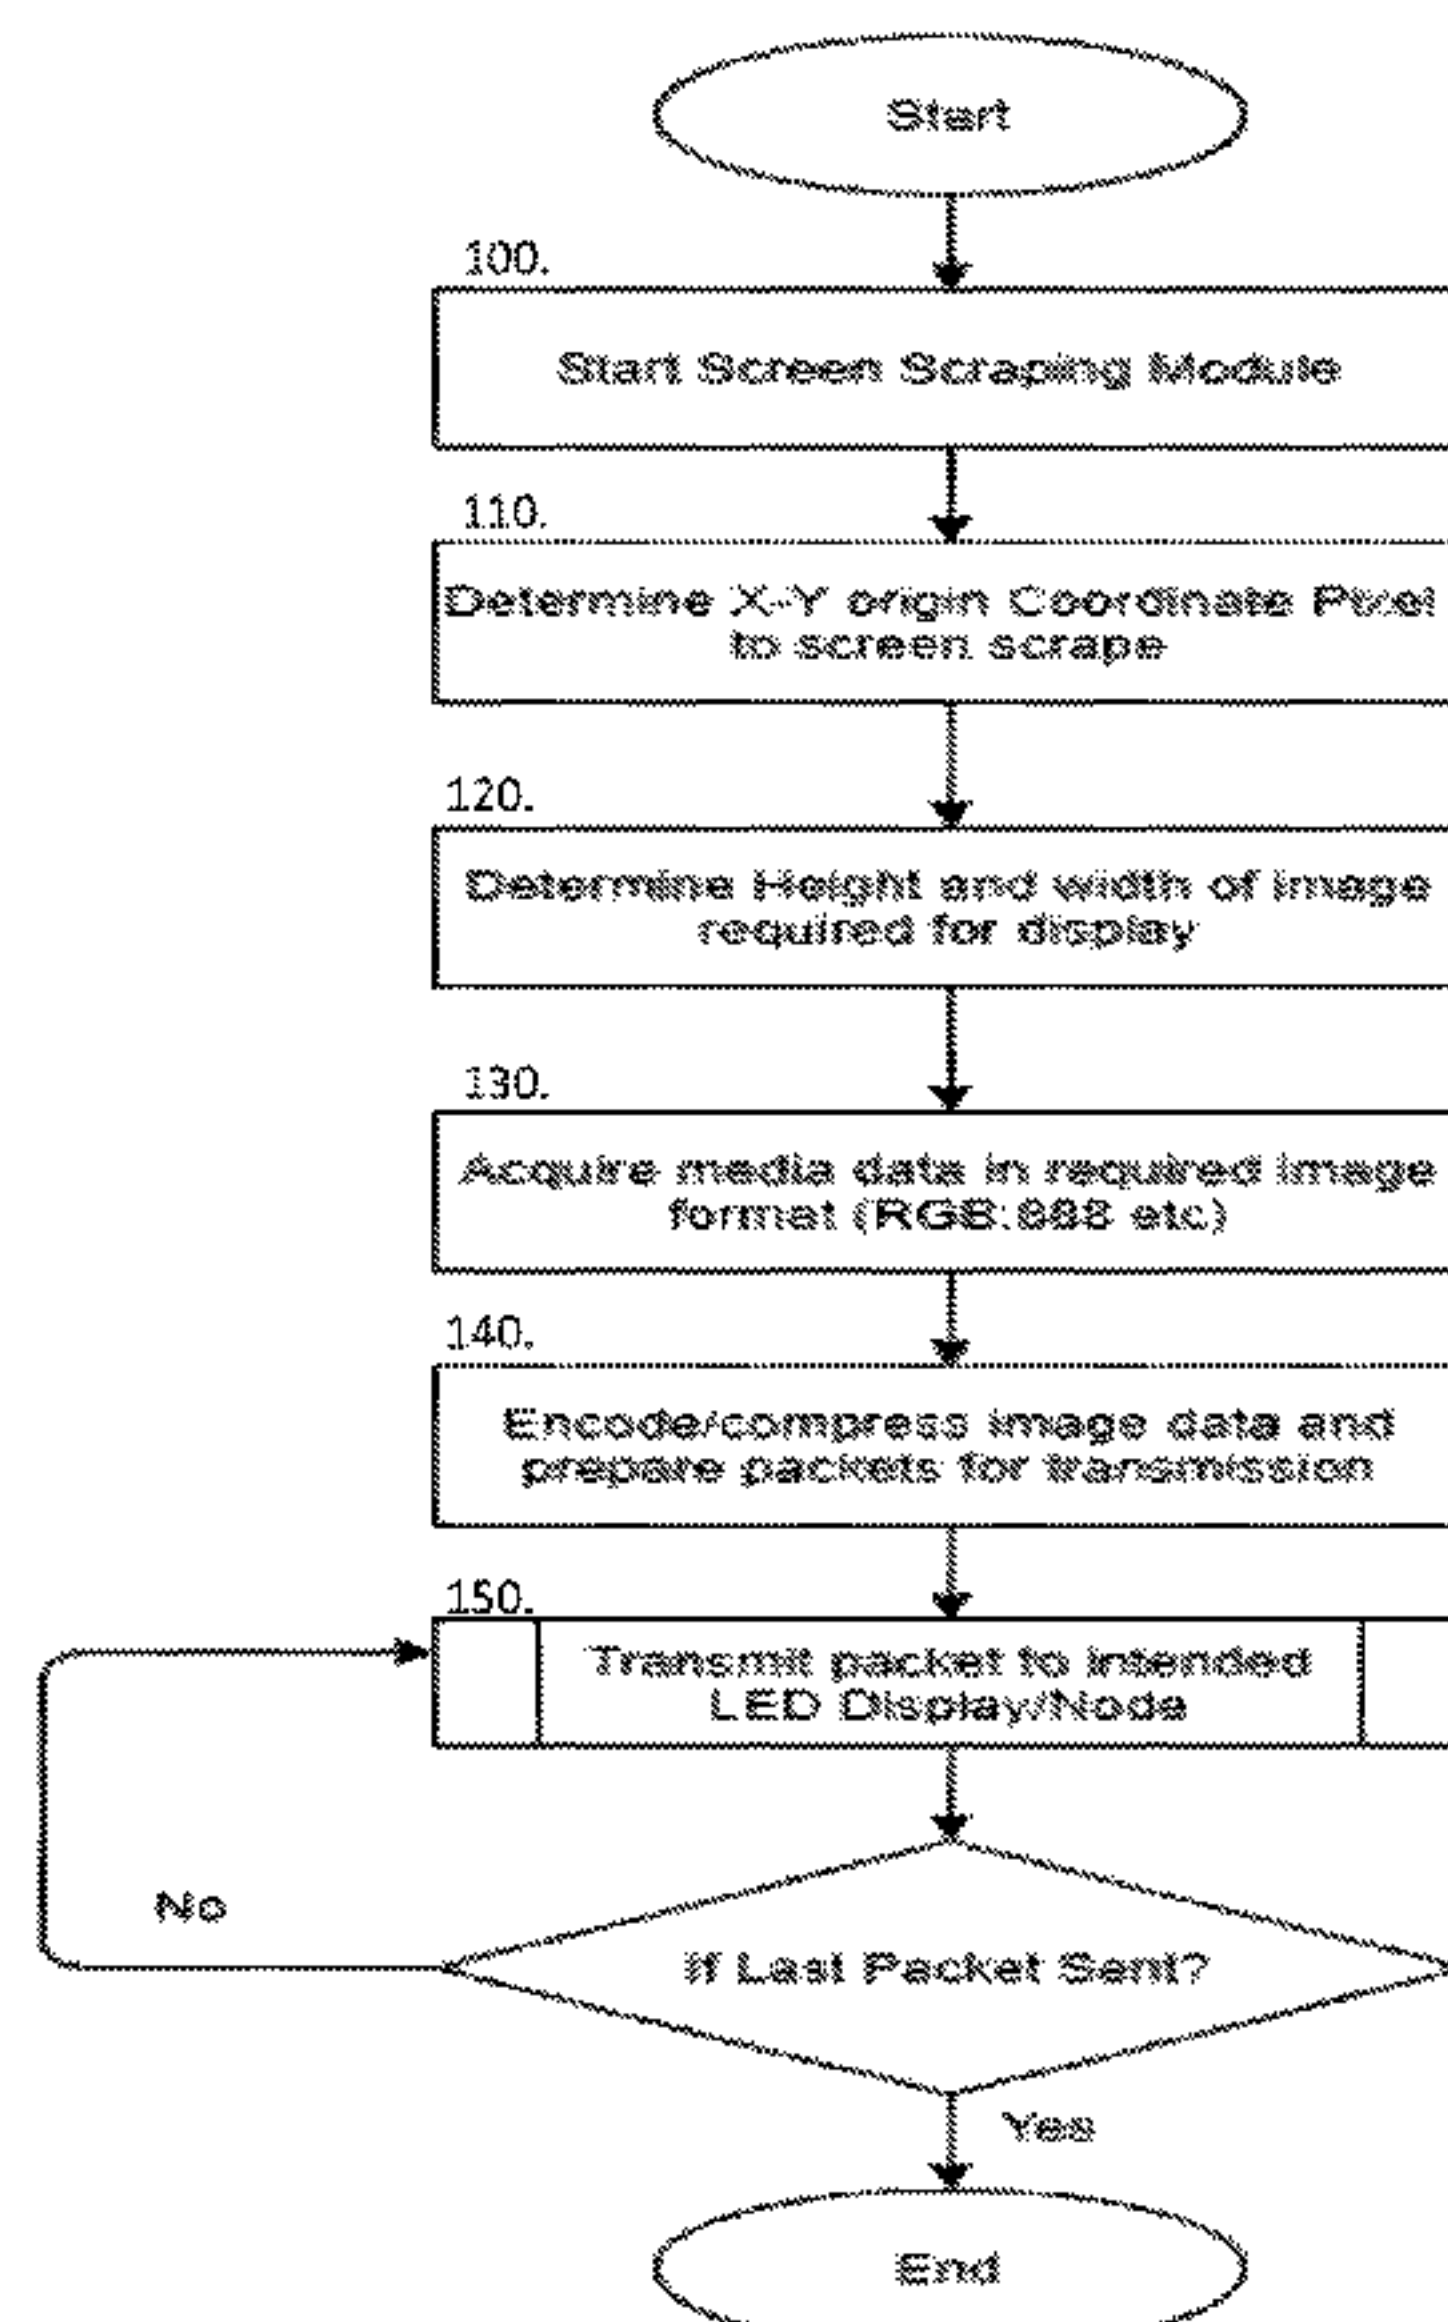 Start
100.
Start Screen Scraping Module
110.
Determine X-Y origin Coordinate Pixel
to screen scrape
120.
Determine Height and width of image
required for display
130.
Acquire media data in required image
format (RGB:888 etc)
140.
Encode/compress image data and
prepare packets for transmission
150.
Transmit packet to intended
LED Display/Node
No
If Last Packet Sent?
Yes
End